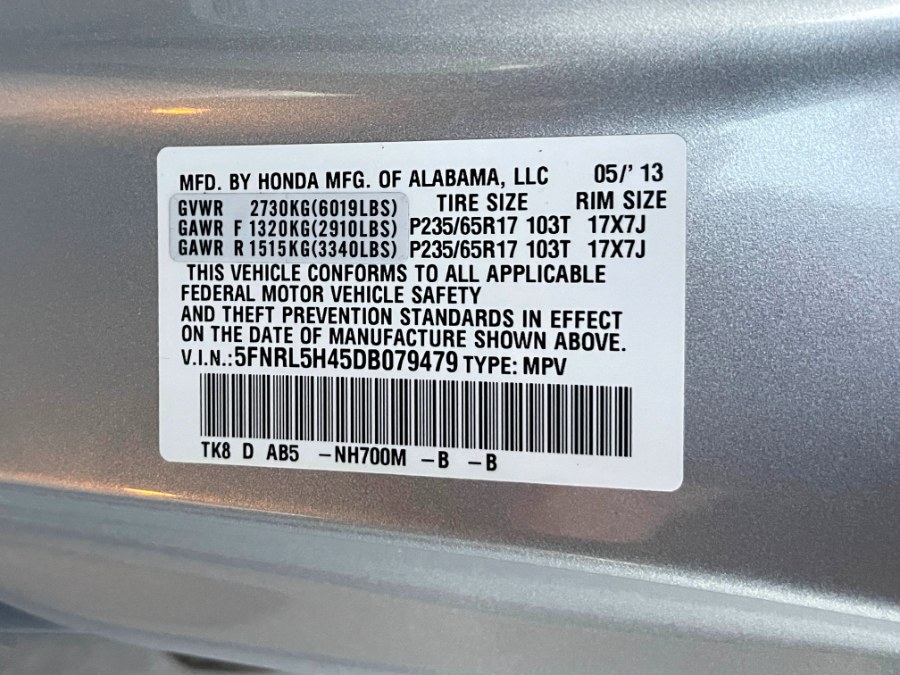 MFD. BY HONDA MFG. OF ALABAMA, LLC 05/' 13
GVWR 2730KG(6019LBS) TIRE SIZE RIM SIZE
GAWR F 1320KG(2910LBS) P235/65R17 103T 17X7J
GAWR R 1515KG(3340LBS) P235/65R17 103T 17X7J
THIS VEHICLE CONFORMS TO ALL APPLICABLE
FEDERAL MOTOR VEHICLE SAFETY
AND THEFT PREVENTION STANDARDS IN EFFECT
ON THE DATE OF MANUFACTURE SHOWN ABOVE.
V.I.N.:5FNRL5H45DB079479 TYPE: MPV
TK8 D AB5 -NH700M -B -B